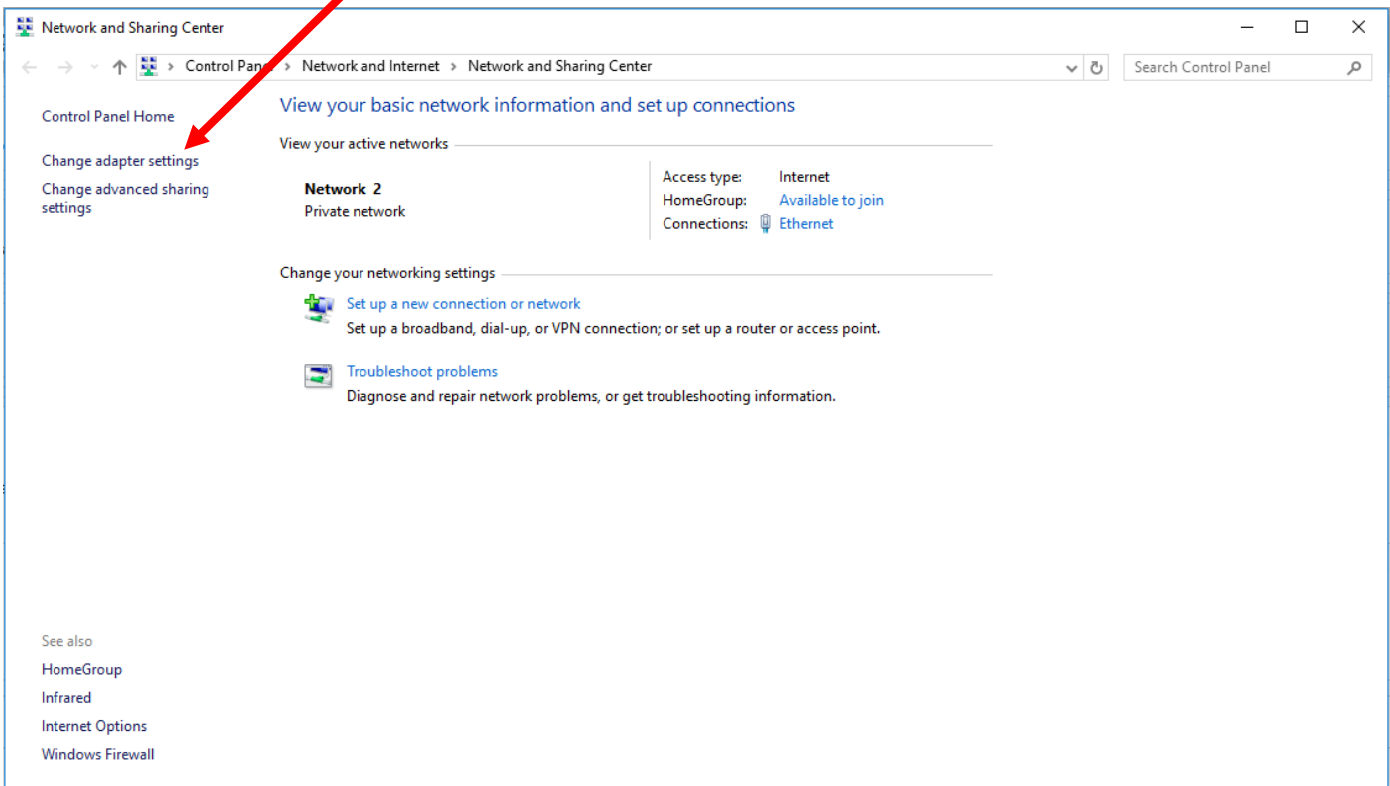 Network and Sharing Center
Control Panel > Network and Internet > Network and Sharing Center
Search Control Panel
Control Panel Home
Change adapter settings
Change advanced sharing
settings
View your basic network information and set up connections
View your active networks
Network 2
Private network
Access type: Internet
HomeGroup: Available to join
Connections: Ethernet
Change your networking settings
Set up a new connection or network
Set up a broadband, dial-up, or VPN connection; or set up a router or access point.
Troubleshoot problems
Diagnose and repair network problems, or get troubleshooting information.
See also
HomeGroup
Infrared
Internet Options
Windows Firewall